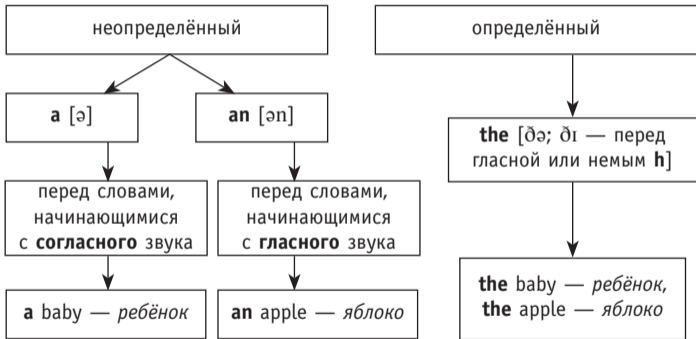 неопределённый
определённый
a [ə]
an [ən]
the [ðə; ðɪ — перед
гласной или немым h]
перед словами,
начинающимися
с согласного звука
перед словами,
начинающимися
с гласного звука
a baby — ребёнок
an apple — яблоко
the baby — ребёнок,
the apple — яблоко